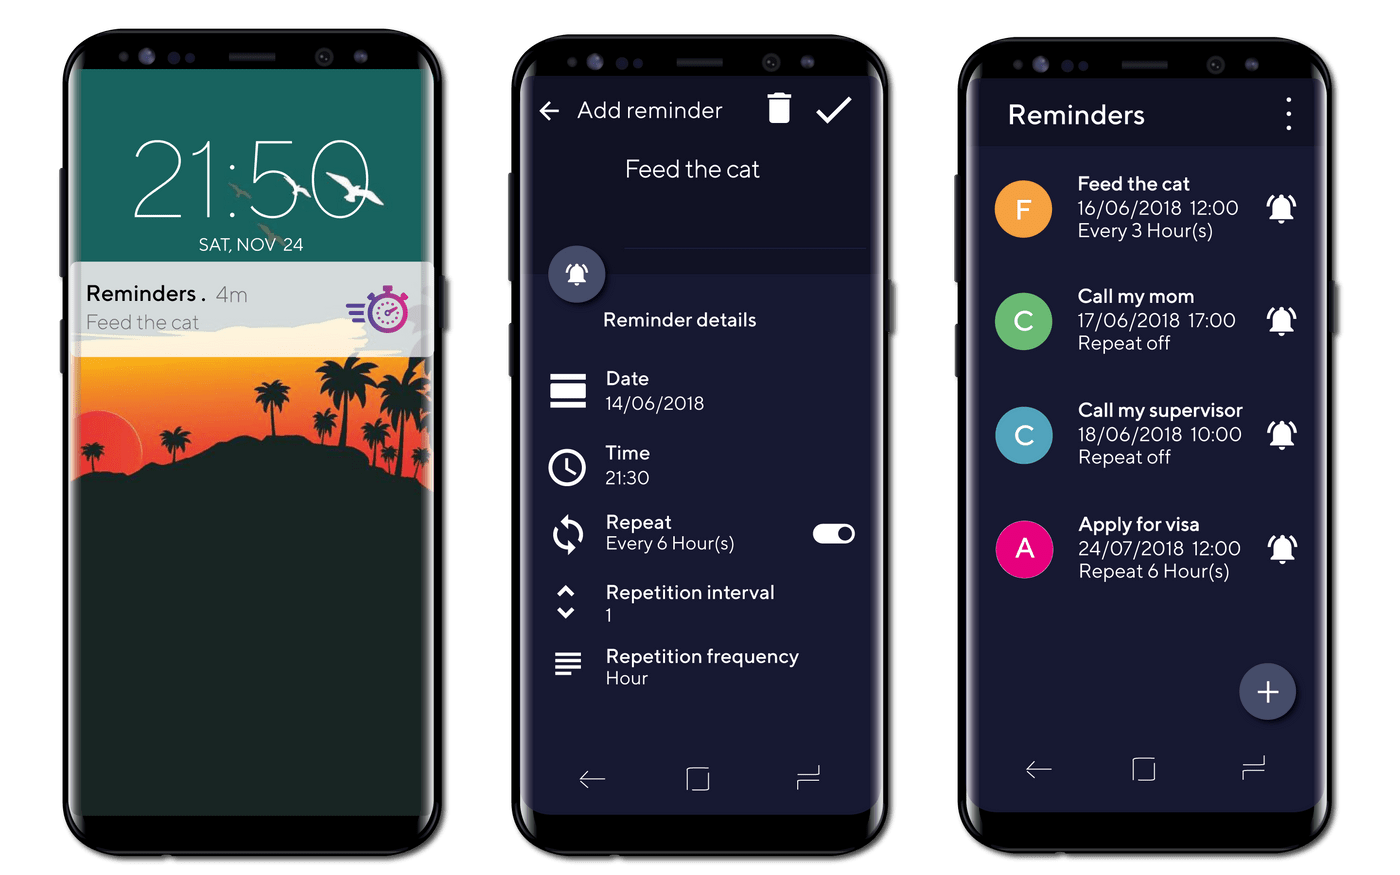 21:50
SAT, NOV 24
Reminders . 4m
Feed the cat
Add reminder
Feed the cat
Reminder details
Date
14/06/2018
Time
21:30
Repeat
Every 6 Hour(s)
Repetition interval
1
Repetition frequency
Hour
Reminders
F
Feed the cat
16/06/2018 12:00
Every 3 Hour(s)
C
Call my mom
17/06/2018 17:00
Repeat off
C
Call my supervisor
18/06/2018 10:00
Repeat off
A
Apply for visa
24/07/2018 12:00
Repeat 6 Hour(s)